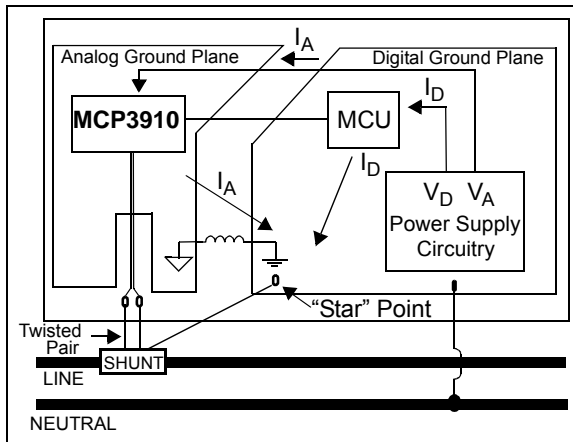 Analog Ground Plane
I_A
Digital Ground Plane
MCP3910
MCU
I_D
I_A
I_D
V_D V_A
Power Supply
Circuitry
"Star" Point
Twisted
Pair
SHUNT
LINE
NEUTRAL